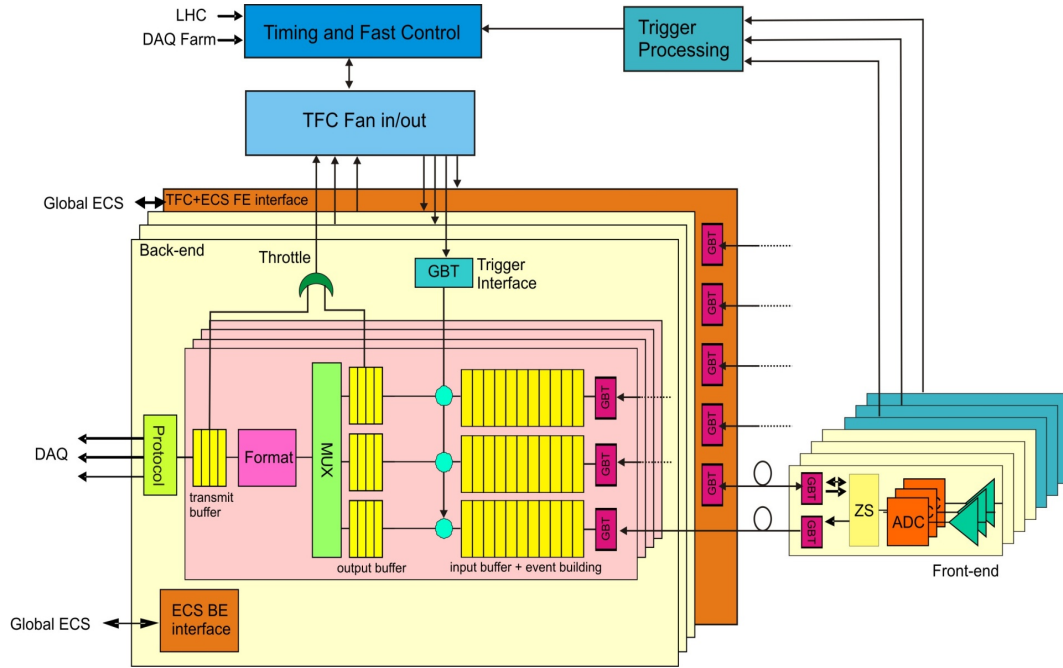 LHC
DAQ Farm
Timing and Fast Control
Trigger
Processing
TFC Fan in/out
Global ECS
TFC+ECS FE interface
Back-end
Throttle
GBT
Trigger
Interface
GBT
GBT
GBT
GBT
GBT
GBT
GBT
GBT
DAQ
Protocol
transmit
buffer
Format
MUX
output buffer
input buffer + event building
GBT
GBT
ZS
ADC
Front-end
Global ECS
ECS BE
interface